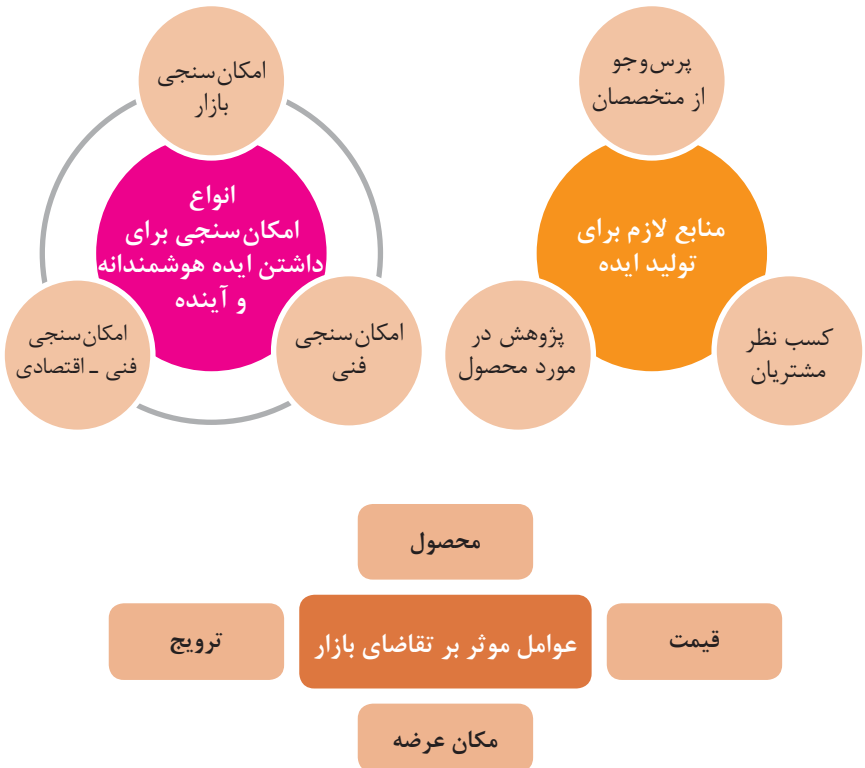 پرس‌وجو
از متخصصان
منابع لازم برای
تولید ایده
کسب نظر
مشتریان
پژوهش در
مورد محصول
امکان‌سنجی
بازار
انواع
امکان‌سنجی برای
داشتن ایده هوشمندانه
و آینده
امکان‌سنجی
فنی
امکان‌سنجی
فنی ـ اقتصادی
محصول
قیمت
عوامل موثر بر تقاضای بازار
ترویج
مکان عرضه